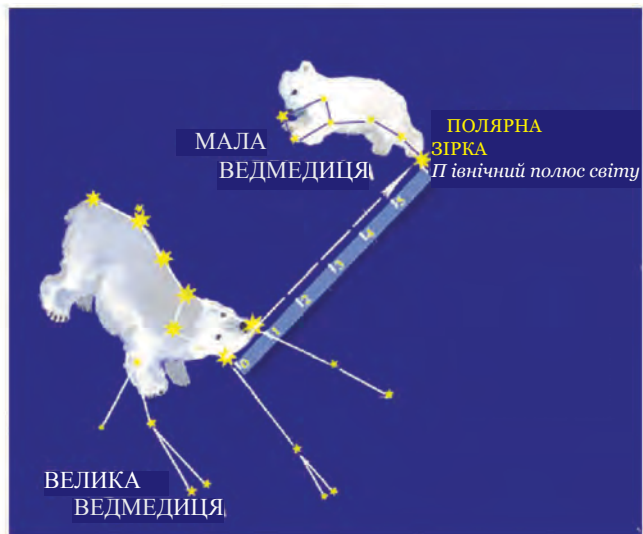 ПОЛЯРНА
ЗІРКА
П івнічний полюс світу
МАЛА
ВЕДМЕДИЦЯ
5
4
3
2
1
0
ВЕЛИКА
ВЕДМЕДИЦЯ